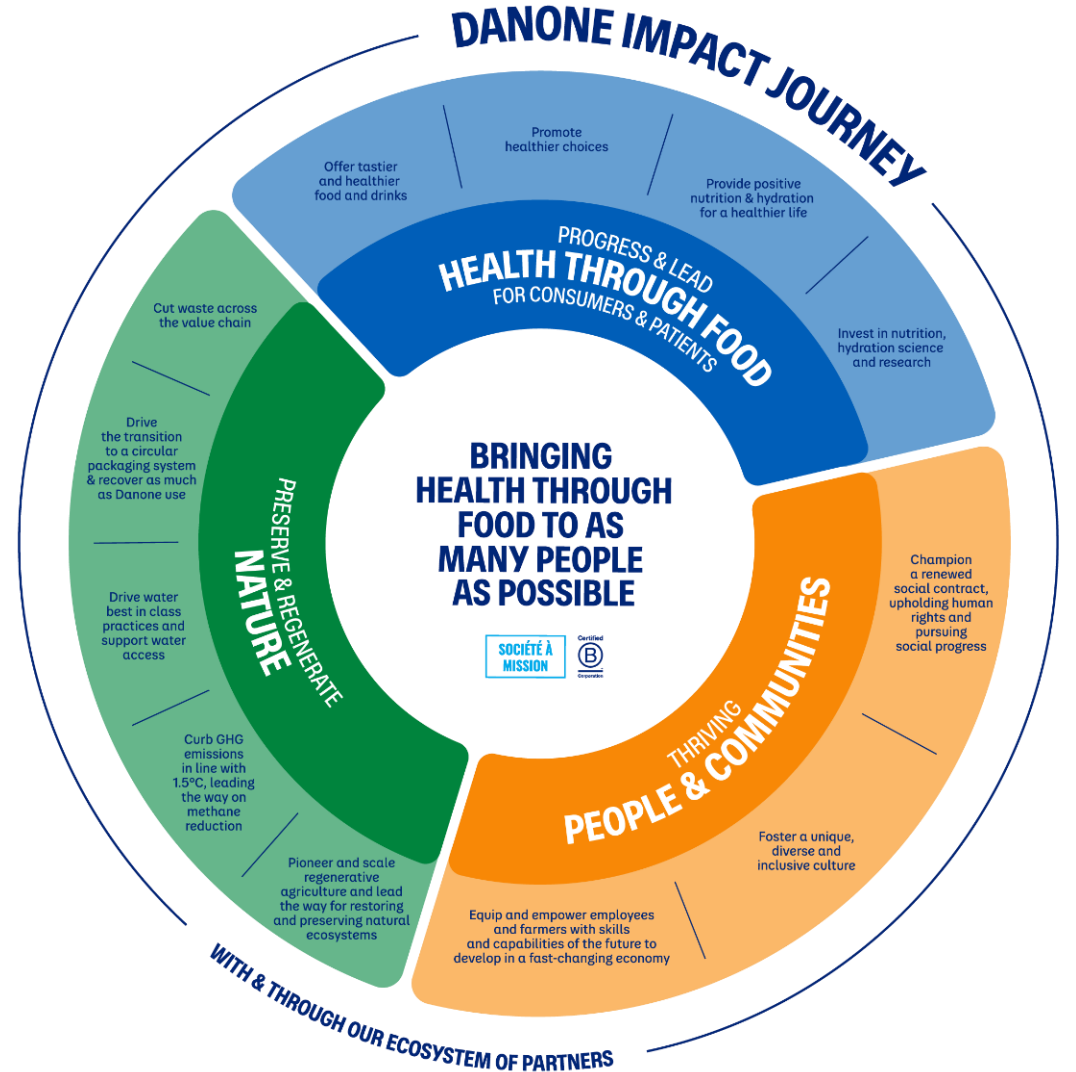 DANONE IMPACT JOURNEY
Offer tastier
and healthier
food and drinks
Promote
healthier choices
Provide positive
nutrition & hydration
for a healthier life
Invest in nutrition,
hydration science
and research
PROGRESS & LEAD
HEALTH THROUGH FOOD
FOR CONSUMERS & PATIENTS
Champion
a renewed
social contract,
upholding human
rights and
pursuing
social progress
Foster a unique,
diverse and
inclusive culture
Equip and empower employees
and farmers with skills
and capabilities of the future to
develop in a fast-changing economy
THRIVING
PEOPLE & COMMUNITIES
Pioneer and scale
regenerative
agriculture and lead
the way for restoring
and preserving natural
ecosystems
Curb GHG
emissions
in line with
1.5°C, leading
the way on
methane
reduction
Drive water
best in class
practices and
support water
access
Drive
the transition
to a circular
packaging system
& recover as much
as Danone use
Cut waste across
the value chain
PRESERVE & REGENERATE
NATURE
BRINGING
HEALTH THROUGH
FOOD TO AS
MANY PEOPLE
AS POSSIBLE
SOCIÉTÉ À
MISSION
Certified
B
Corporation
WITH & THROUGH OUR ECOSYSTEM OF PARTNERS